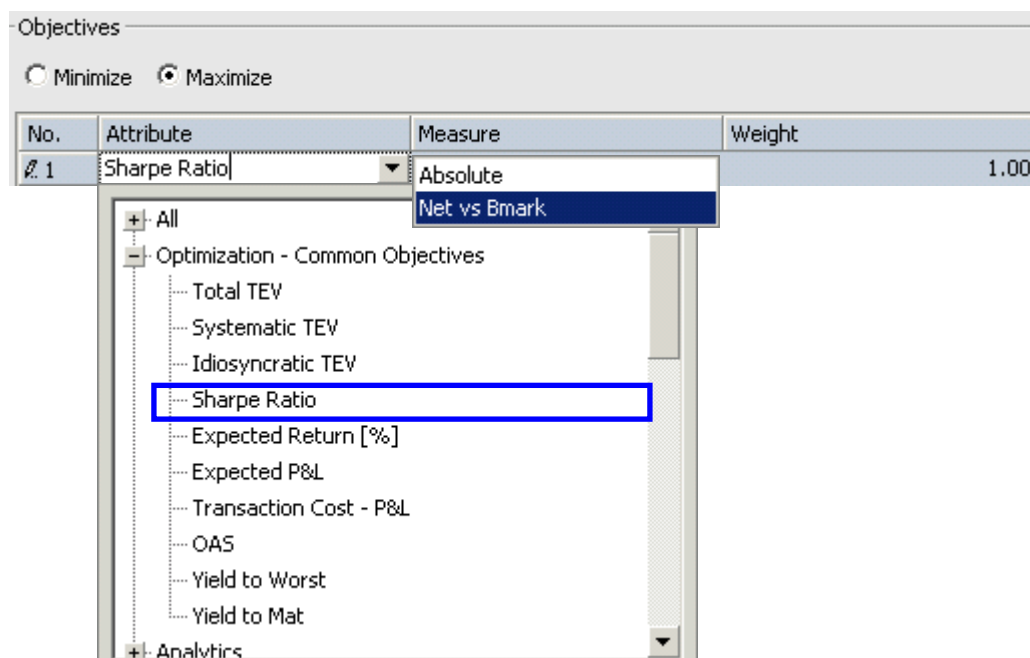 Objectives
Minimize Maximize
No. Attribute Measure Weight
1 Sharpe Ratio Absolute 1.00
Net vs Bmark
All
Optimization - Common Objectives
Total TEV
Systematic TEV
Idiosyncratic TEV
Sharpe Ratio
Expected Return [%]
Expected P&L
Transaction Cost - P&L
OAS
Yield to Worst
Yield to Mat
Analytics